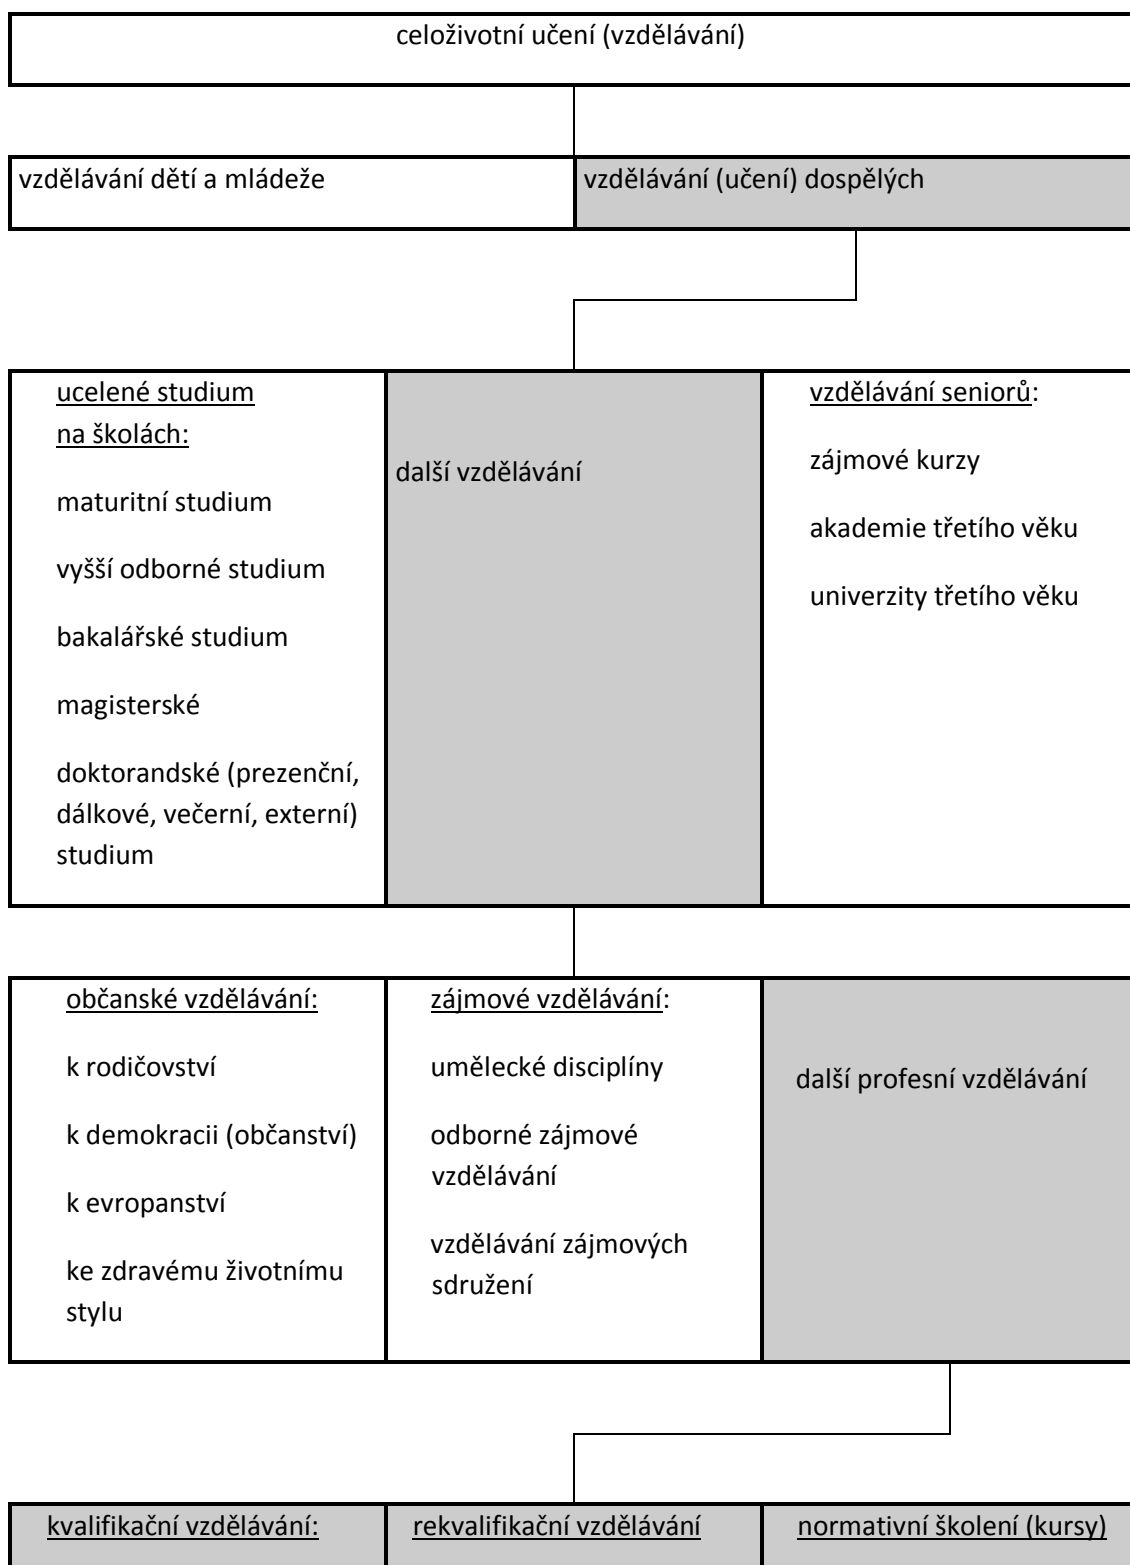 celoživotní učení (vzdělávání)
vzdělávání dětí a mládeže
vzdělávání (učení) dospělých
ucelené studium
na školách:
maturitní studium
vyšší odborné studium
bakalářské studium
magisterské
doktorandské (prezenční,
dálkové, večerní, externí)
studium
další vzdělávání
vzdělávání seniorů:
zájmové kurzy
akademie třetího věku
univerzity třetího věku
občanské vzdělávání:
k rodičovství
k demokracii (občanství)
k evropanství
ke zdravému životnímu
stylu
zájmové vzdělávání:
umělecké disciplíny
odborné zájmové
vzdělávání
vzdělávání zájmových
sdružení
další profesní vzdělávání
kvalifikační vzdělávání:
rekvalifikační vzdělávání
normativní školení (kursy)